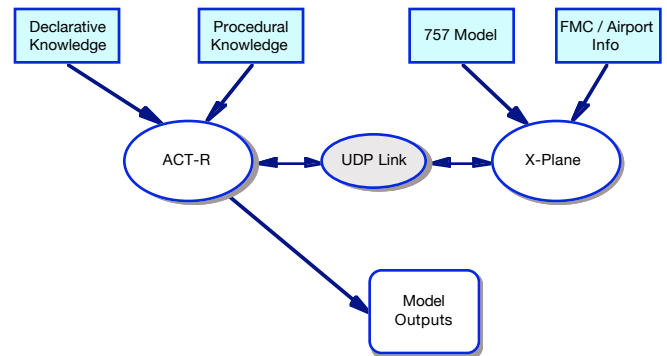 Declarative
Knowledge
Procedural
Knowledge
757 Model
FMC / Airport
Info
ACT-R
UDP Link
X-Plane
Model
Outputs